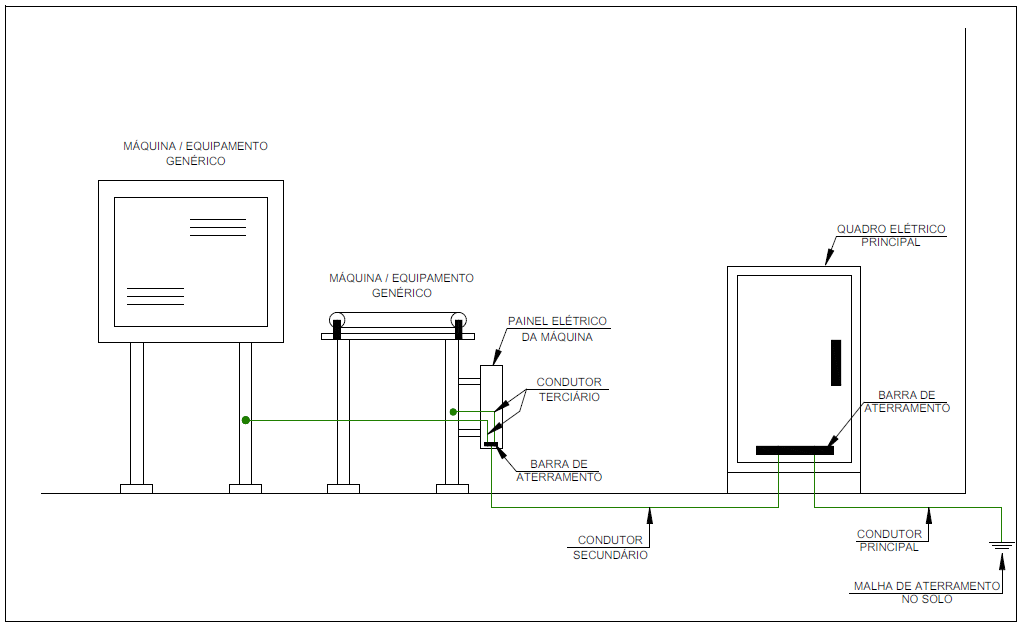 MÁQUINA / EQUIPAMENTO
GENÉRICO
QUADRO ELÉTRICO
PRINCIPAL
MÁQUINA / EQUIPAMENTO
GENÉRICO
PAINEL ELÉTRICO
DA MÁQUINA
CONDUTOR
TERCIÁRIO
BARRA DE
ATERRAMENTO
BARRA DE
ATERRAMENTO
CONDUTOR
SECUNDÁRIO
CONDUTOR
PRINCIPAL
MALHA DE ATERRAMENTO
NO SOLO